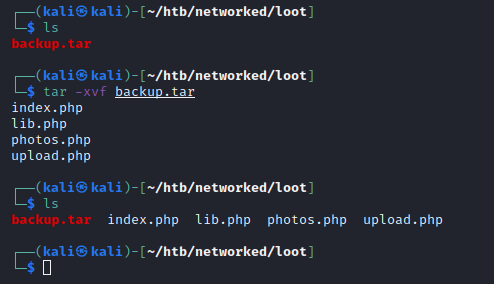 ┌──(kali㉿kali)-[~/htb/networked/loot]
└─$ ls
backup.tar
┌──(kali㉿kali)-[~/htb/networked/loot]
└─$ tar -xvf backup.tar
index.php
lib.php
photos.php
upload.php
┌──(kali㉿kali)-[~/htb/networked/loot]
└─$ ls
backup.tar  index.php  lib.php  photos.php  upload.php
┌──(kali㉿kali)-[~/htb/networked/loot]
└─$